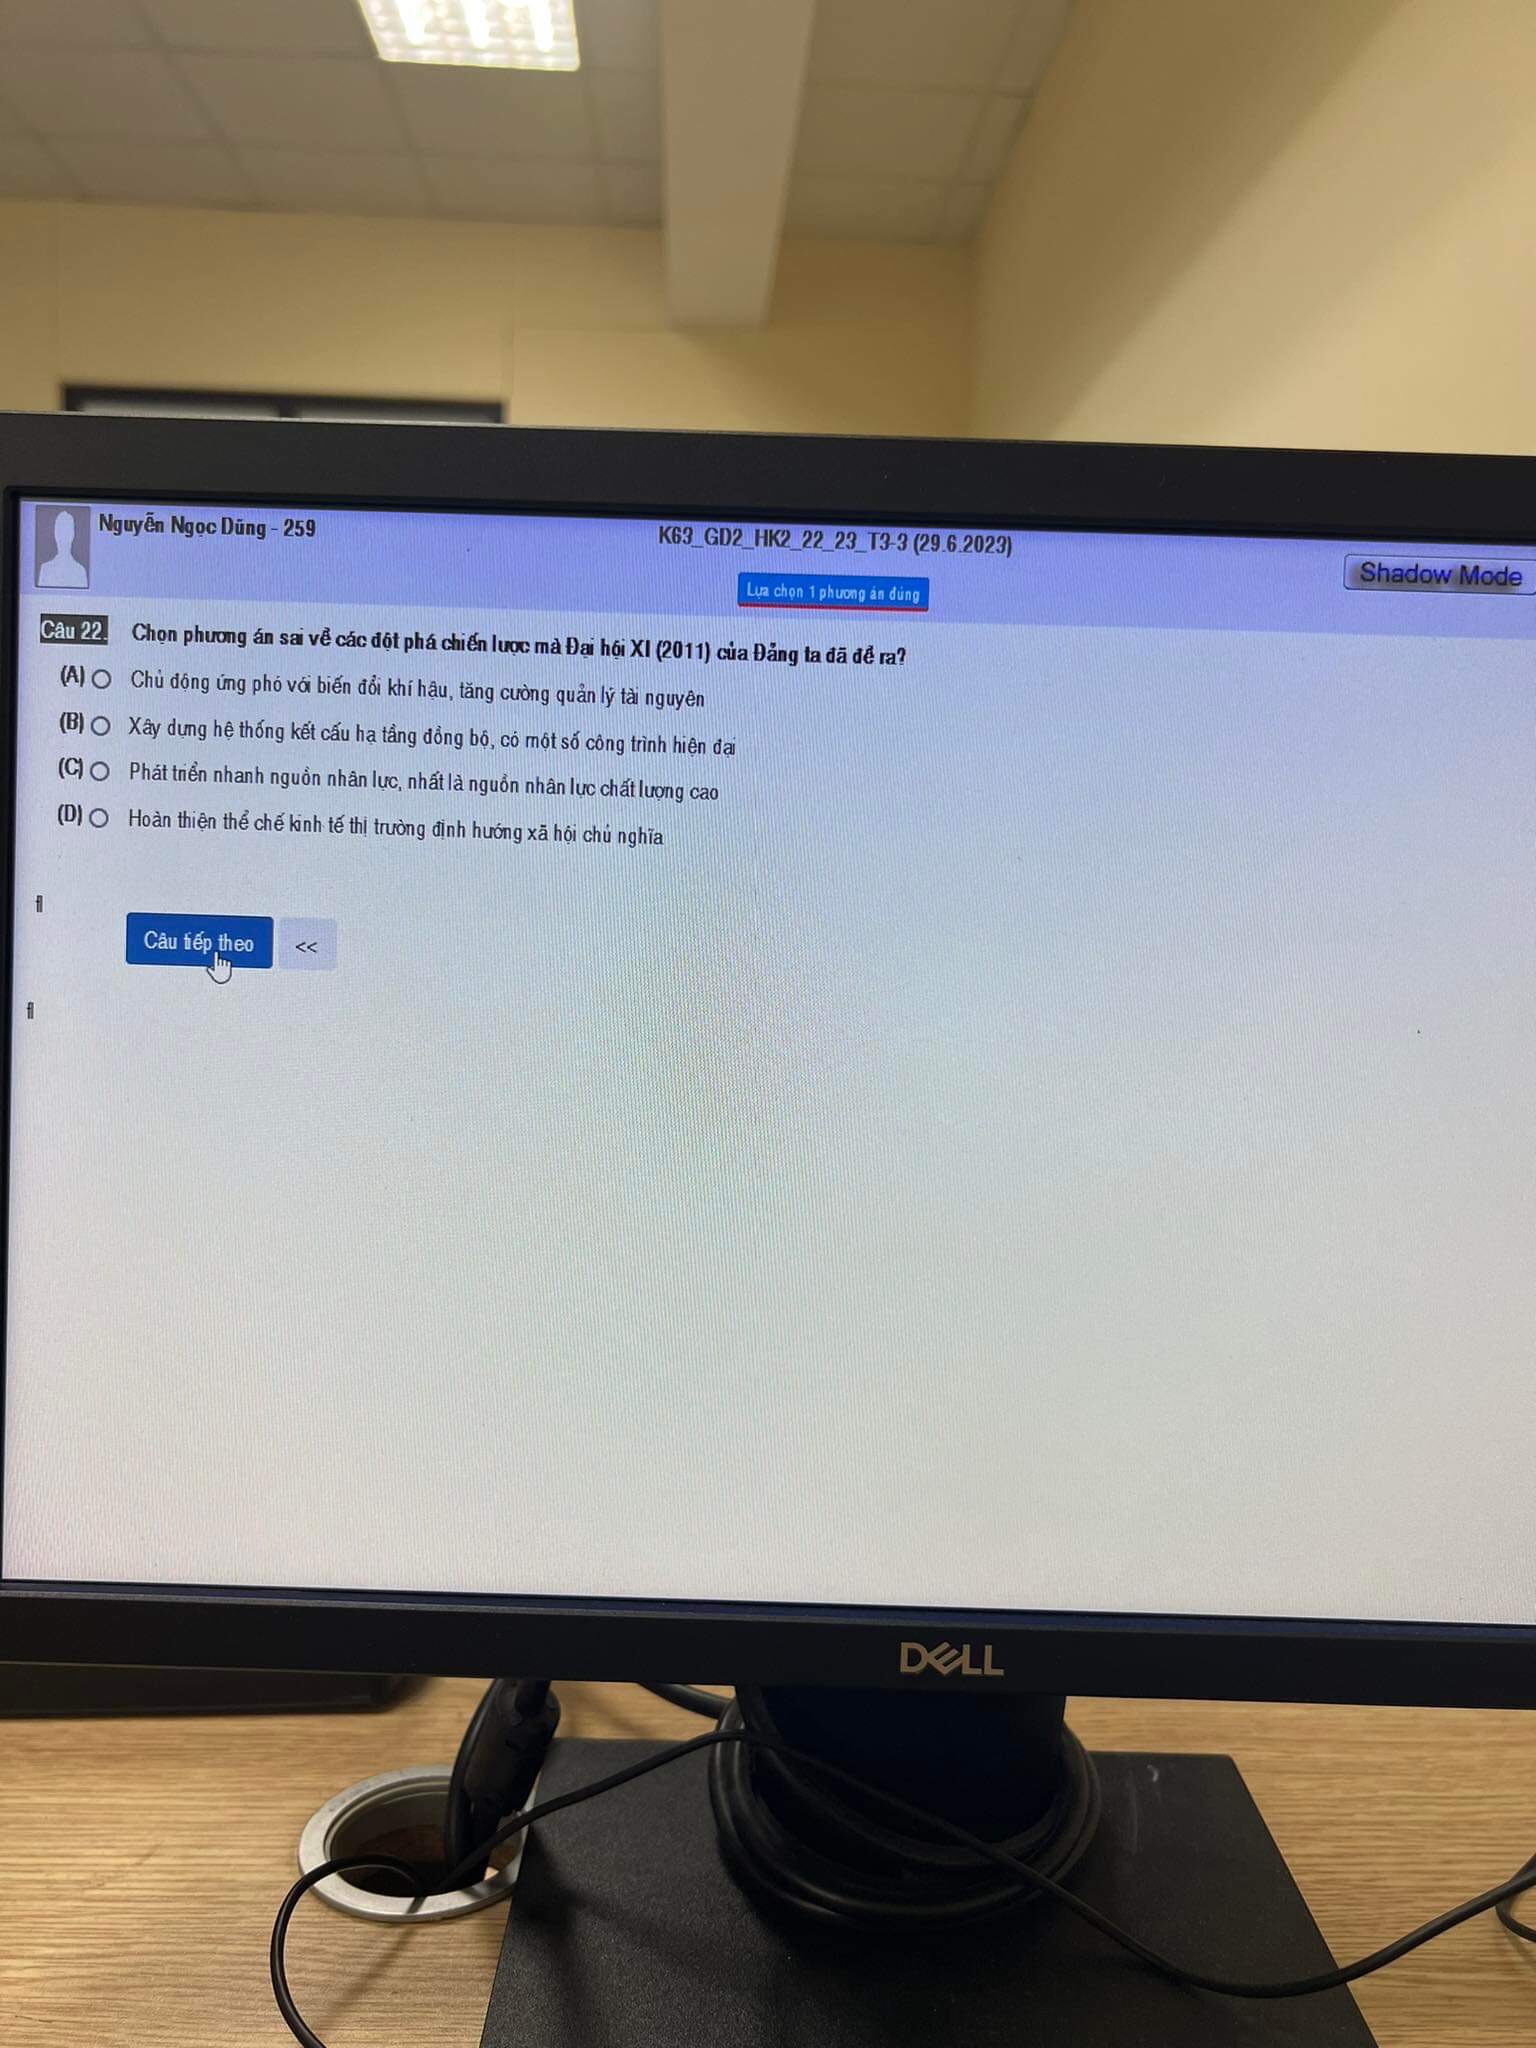 Nguyễn Ngọc Dũng - 259
K63_GD2_HK2_22_23_T3-3 (29.6.2023)
Shadow Mode
Lựa chọn 1 phương án đúng
Câu 22. Chọn phương án sai về các đột phá chiến lược mà Đại hội XI (2011) của Đảng ta đã đề ra?
(A) Chủ động ứng phó với biến đổi khí hậu, tăng cường quản lý tài nguyên
(B) Xây dựng hệ thống kết cấu hạ tầng đồng bộ, có một số công trình hiện đại
(C) Phát triển nhanh nguồn nhân lực, nhất là nguồn nhân lực chất lượng cao
(D) Hoàn thiện thể chế kinh tế thị trường định hướng xã hội chủ nghĩa
Câu tiếp theo <<
DELL